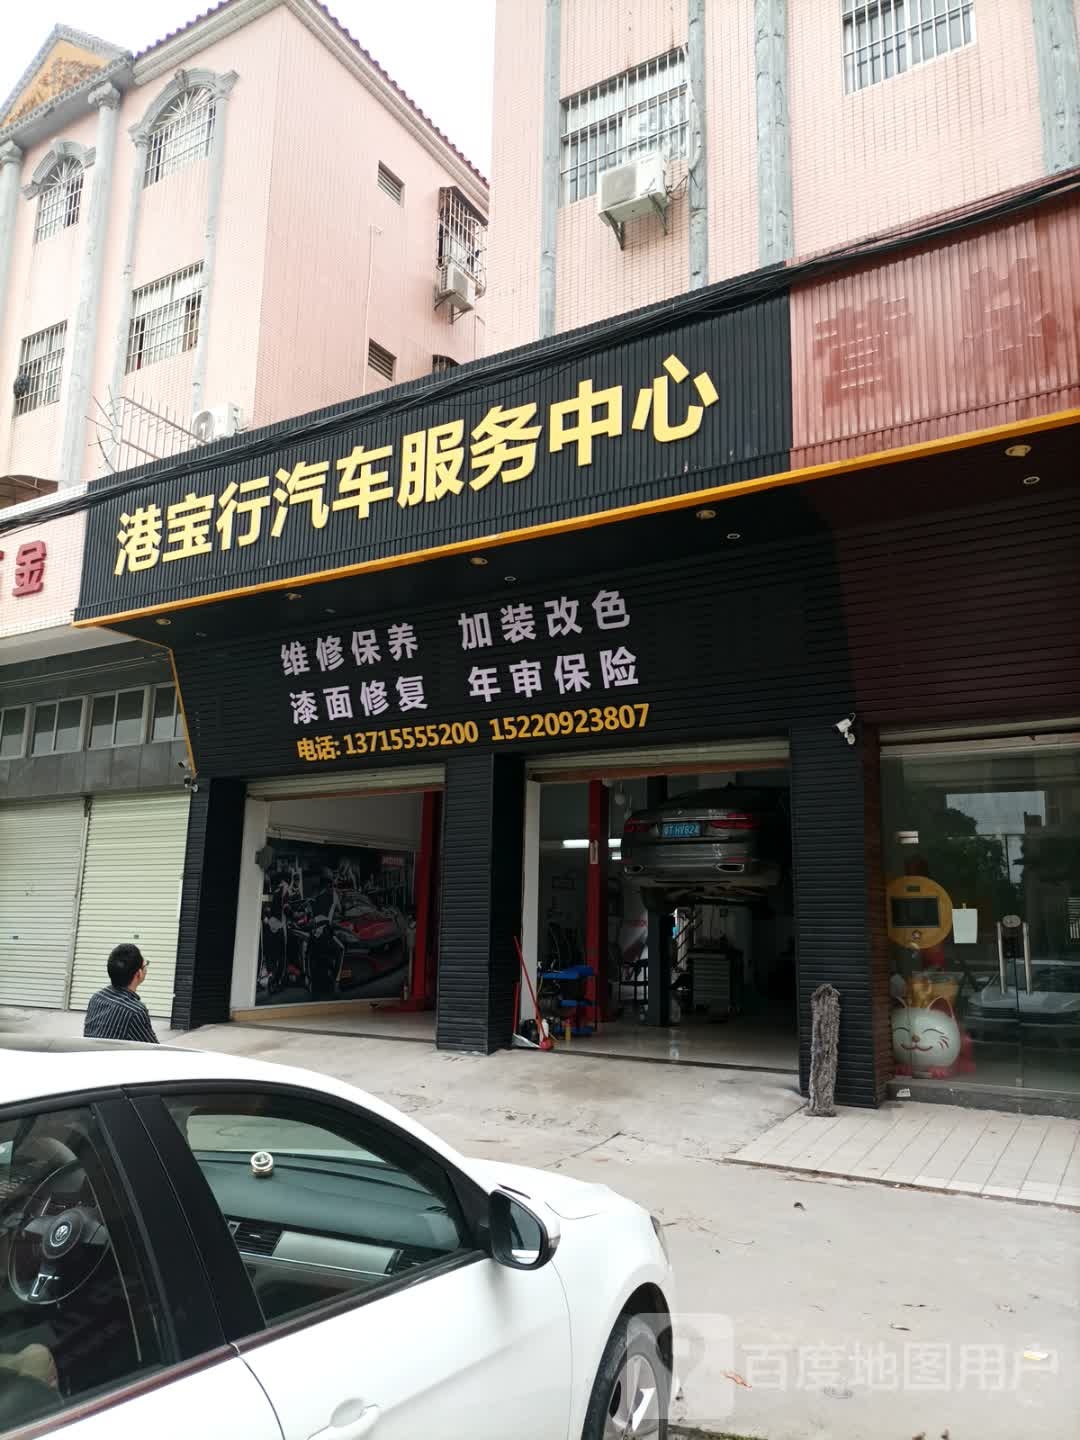 港宝行汽车服务中心
金
维修保养 加装改色
漆面修复 年审保险
电话: 13715555200 15220923807
百度地图用户